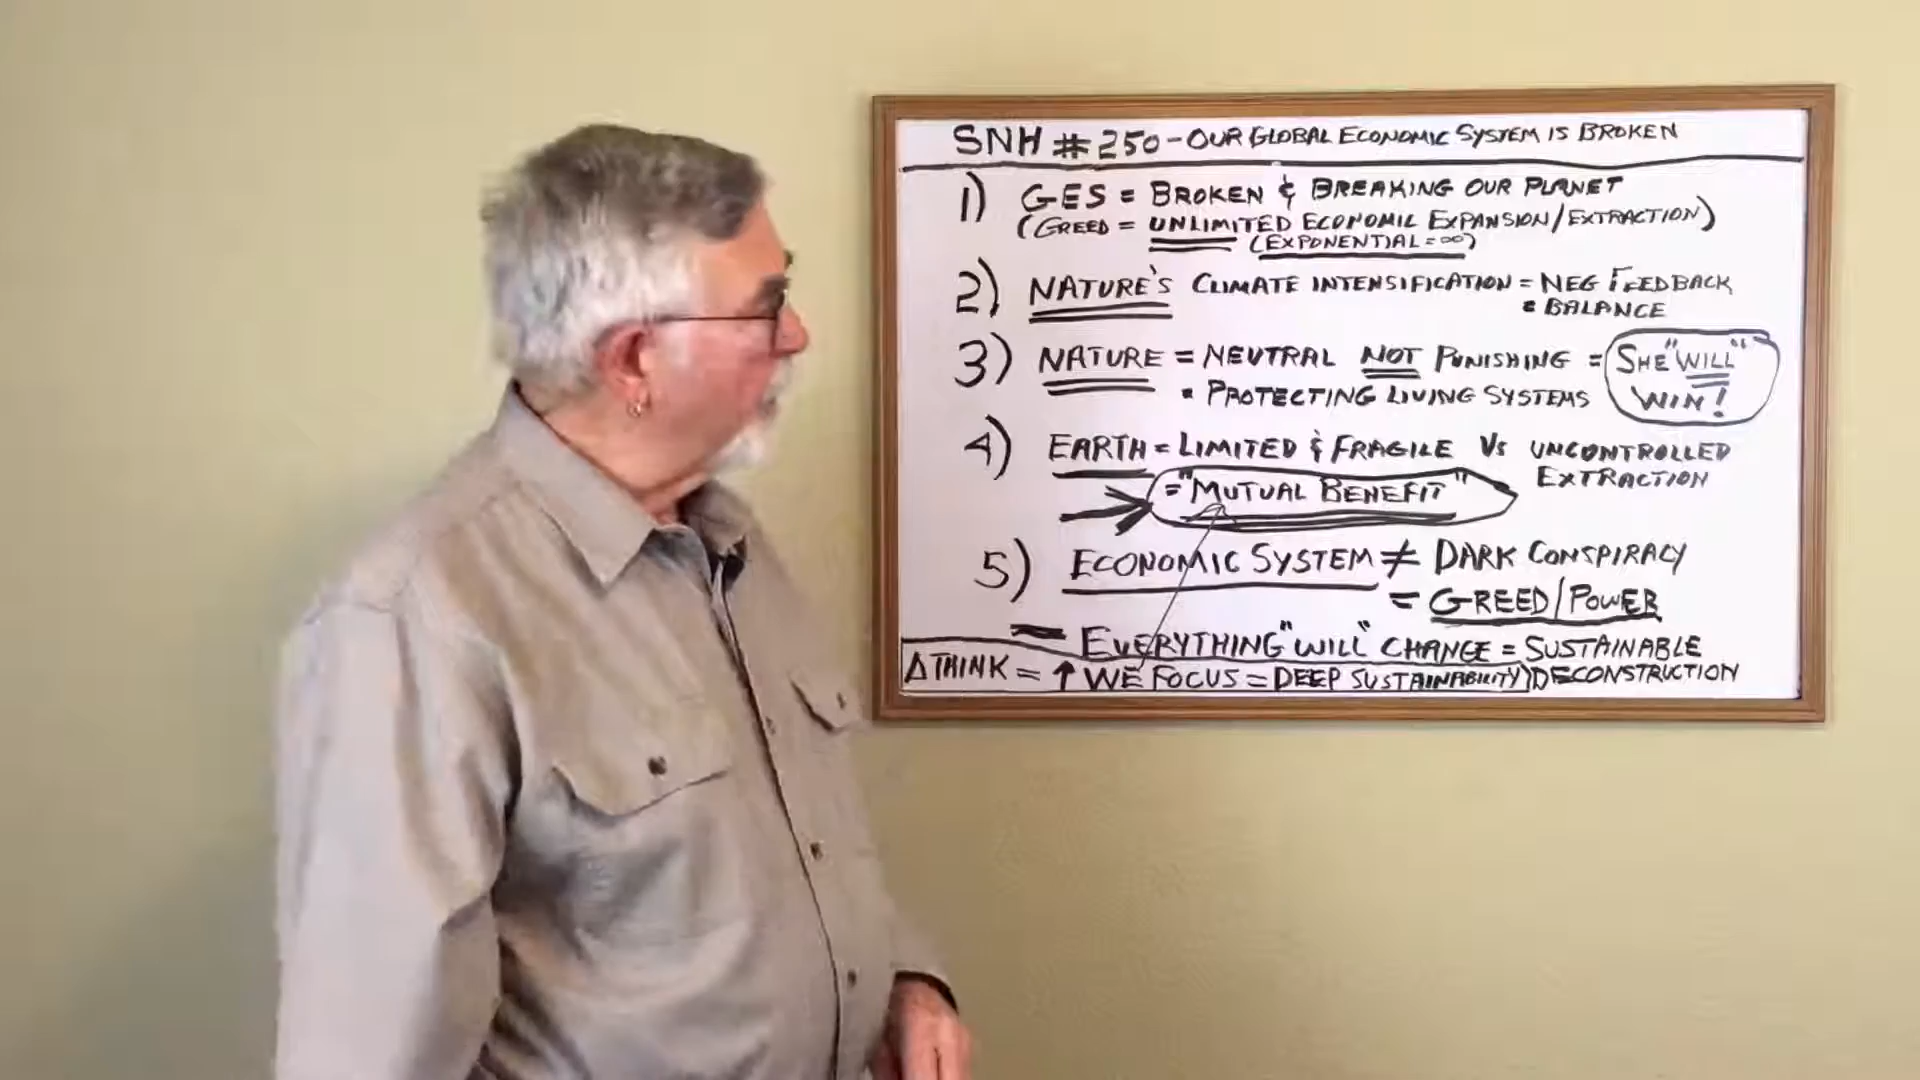 SNH # 250 - OUR GLOBAL ECONOMIC SYSTEM IS BROKEN
1) GES = BROKEN & BREAKING OUR PLANET
(GREED = UNLIMITED ECONOMIC EXPANSION/EXTRACTION)
(EXPONENTIAL = ∞)
2) NATURE'S CLIMATE INTENSIFICATION = NEG FEEDBACK
= BALANCE
3) NATURE = NEUTRAL NOT PUNISHING = SHE "WILL"
= PROTECTING LIVING SYSTEMS WIN!
4) EARTH = LIMITED & FRAGILE VS UNCONTROLLED
EXTRACTION
= "MUTUAL BENEFIT"
5) ECONOMIC SYSTEM ≠ DARK CONSPIRACY
= GREED/POWER
EVERYTHING "WILL" CHANGE = SUSTAINABLE
Δ THINK = ↑ WE FOCUS = DEEP SUSTAINABILITY) DECONSTRUCTION